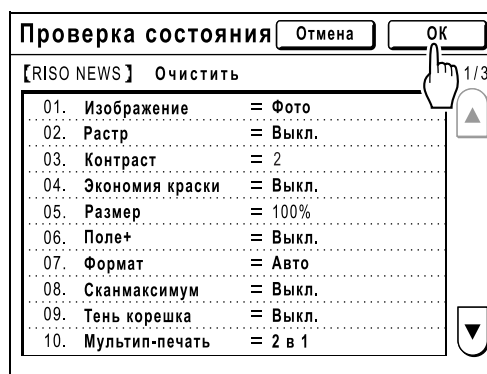 Проверка состояния Отмена ОК
【RISO NEWS】 Очистить 1/3
01. Изображение = Фото
02. Растр = Выкл.
03. Контраст = 2
04. Экономия краски = Выкл.
05. Размер = 100%
06. Поле+ = Выкл.
07. Формат = Авто
08. Сканмаксимум = Выкл.
09. Тень корешка = Выкл.
10. Мультип-печать = 2 в 1